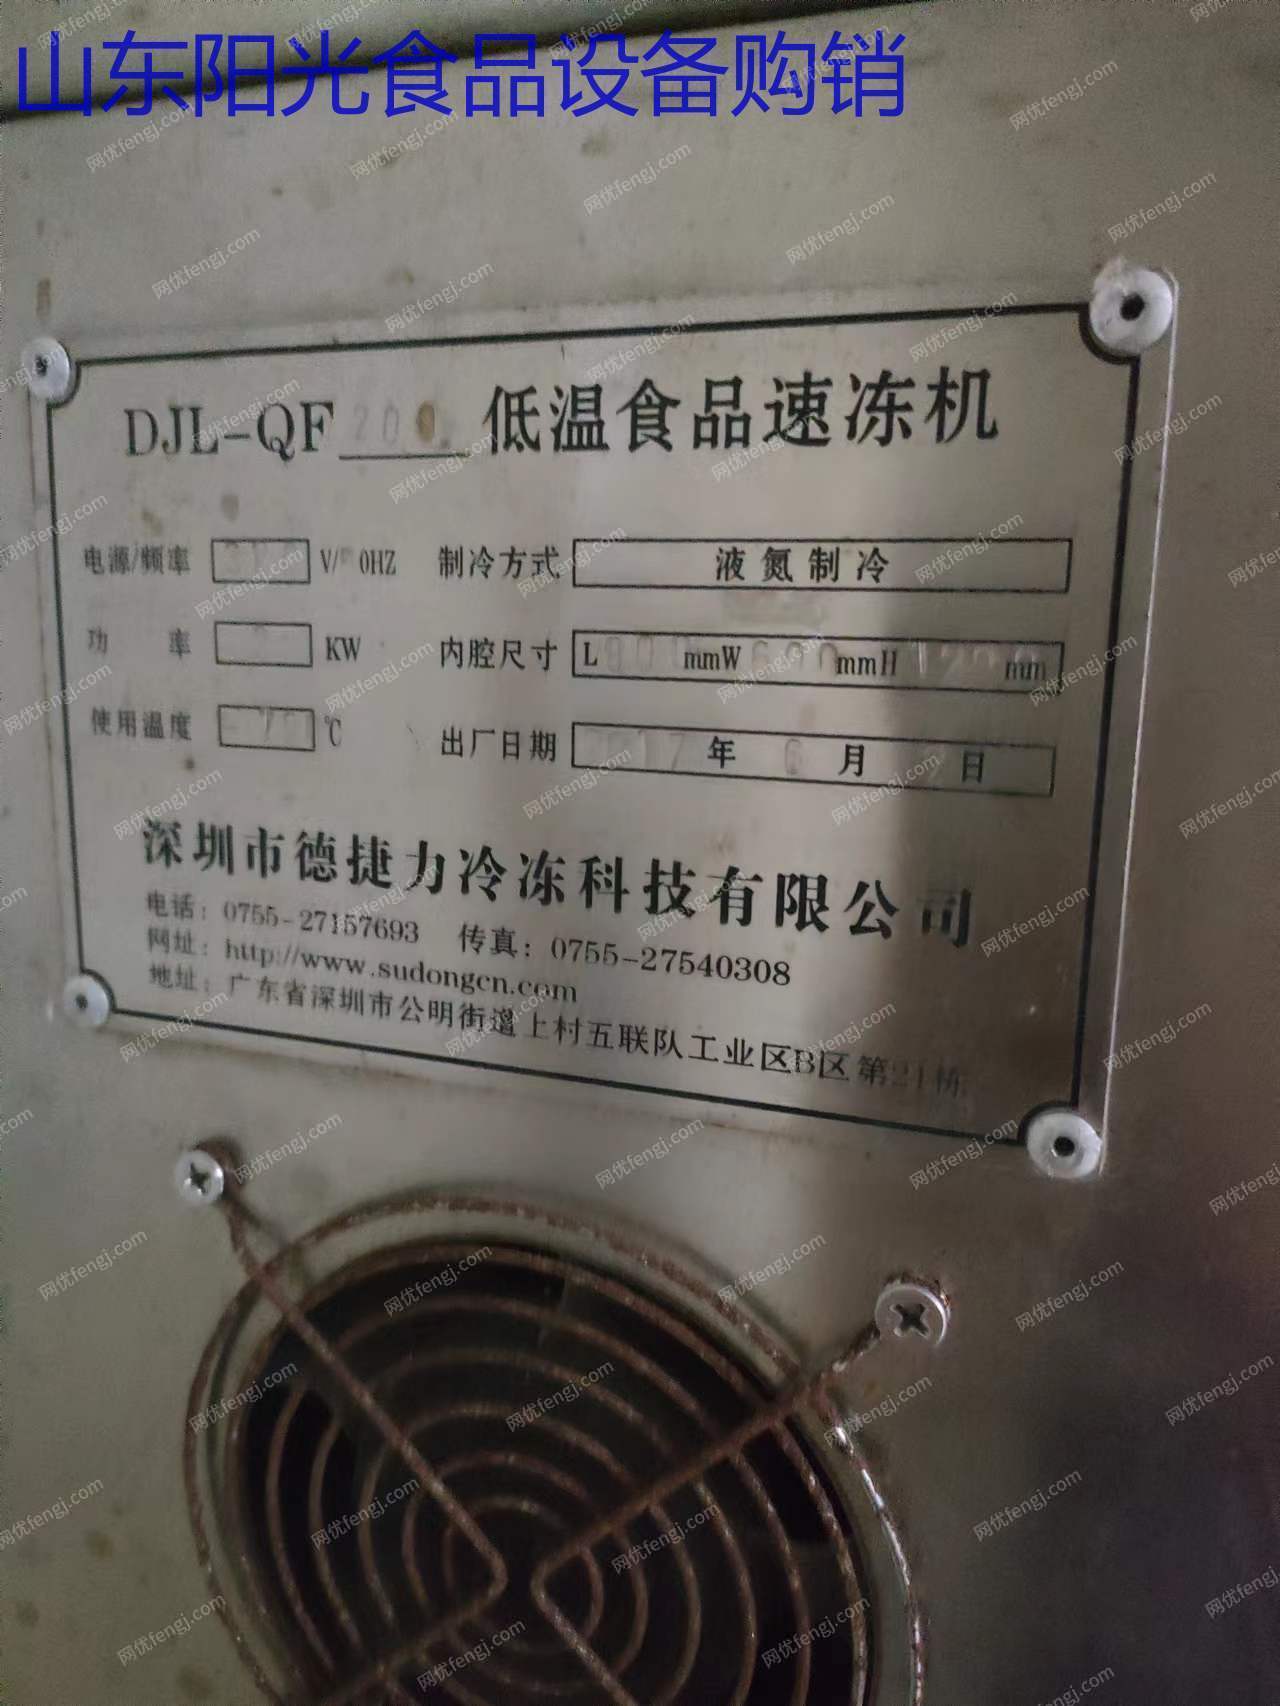 山东阳光食品设备购销
DJL-QF 200 低温食品速冻机
电源/频率 V/ 0HZ 制冷方式 液氮制冷
功 率 KW 内腔尺寸 L mmW 600 mmH 1200 mm
使用温度 ℃ 出厂日期 年 6 月 日
深圳市德捷力冷冻科技有限公司
电话：0755-27157693 传真：0755-27540308
网址：http://www.sudongcn.com
地址：广东省深圳市公明街道上村五联队工业区B区第21栋
网优fengj.com